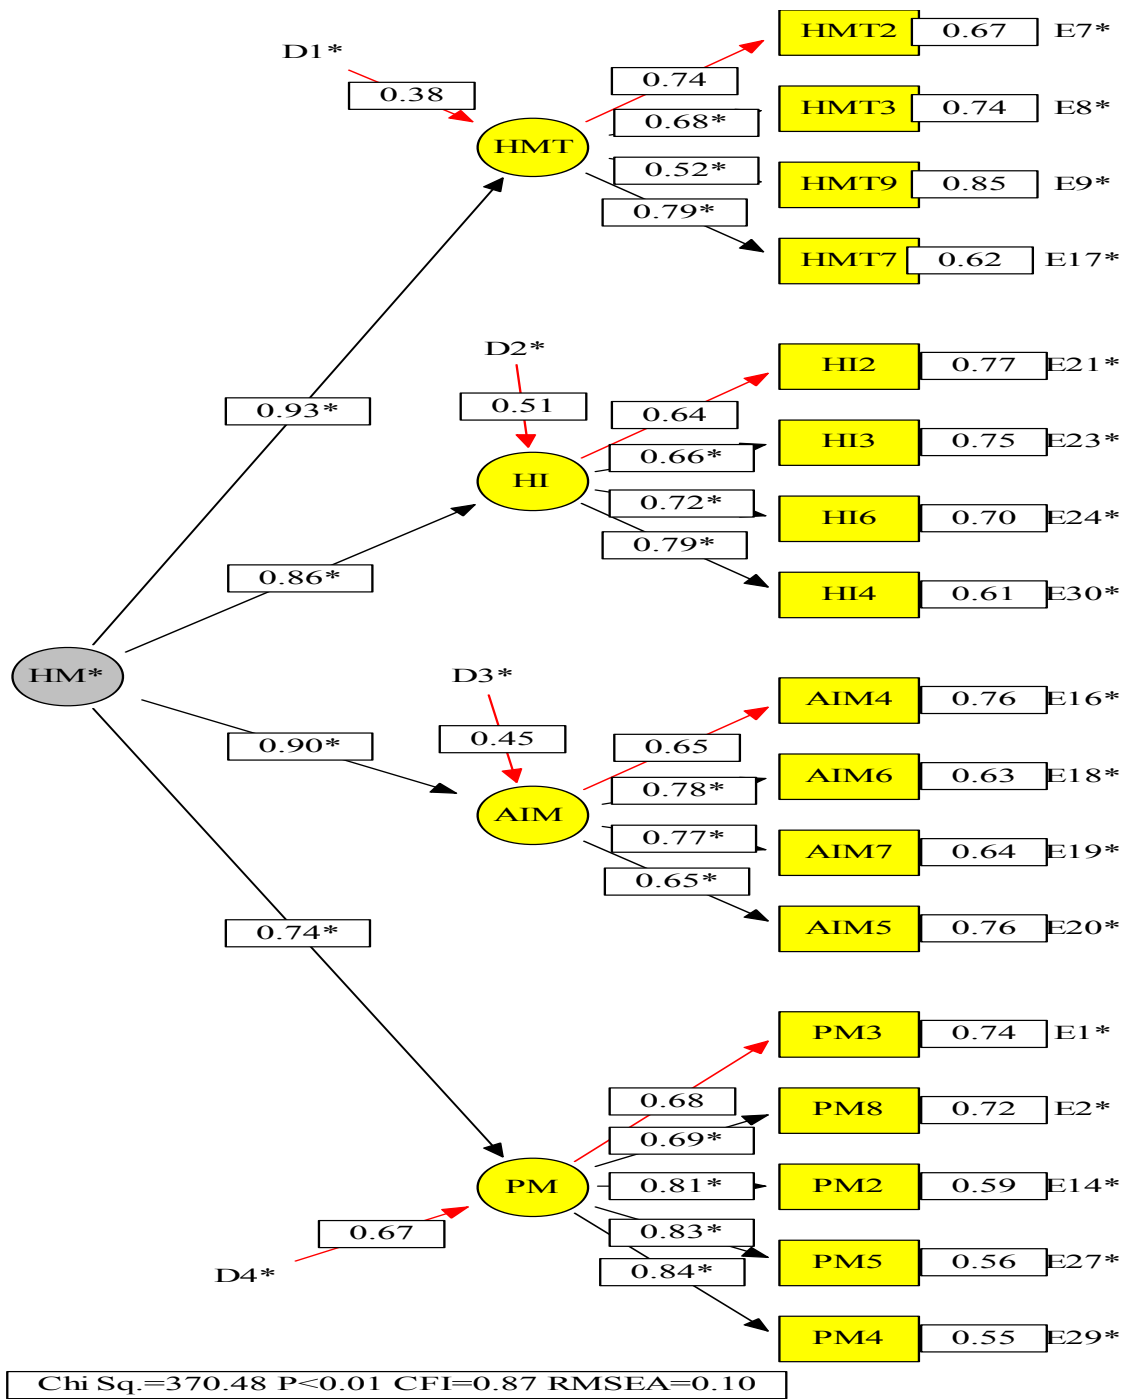 HMT2 0.67 E7*
D1*
0.74
0.38
HMT3 0.74 E8*
0.68*
HMT
0.52*
HMT9 0.85 E9*
0.79*
HMT7 0.62 E17*
D2*
HI2 0.77 E21*
0.51
0.64
0.93*
HI3 0.75 E23*
0.66*
HI
0.72*
HI6 0.70 E24*
0.79*
0.86*
HI4 0.61 E30*
HM*
D3*
AIM4 0.76 E16*
0.45
0.65
0.90*
AIM6 0.63 E18*
0.78*
AIM
0.77*
AIM7 0.64 E19*
0.65*
AIM5 0.76 E20*
0.74*
PM3 0.74 E1*
0.68
PM8 0.72 E2*
0.69*
PM
0.81*
PM2 0.59 E14*
0.67
0.83*
PM5 0.56 E27*
0.84*
D4*
PM4 0.55 E29*
Chi Sq.=370.48 P<0.01 CFI=0.87 RMSEA=0.10